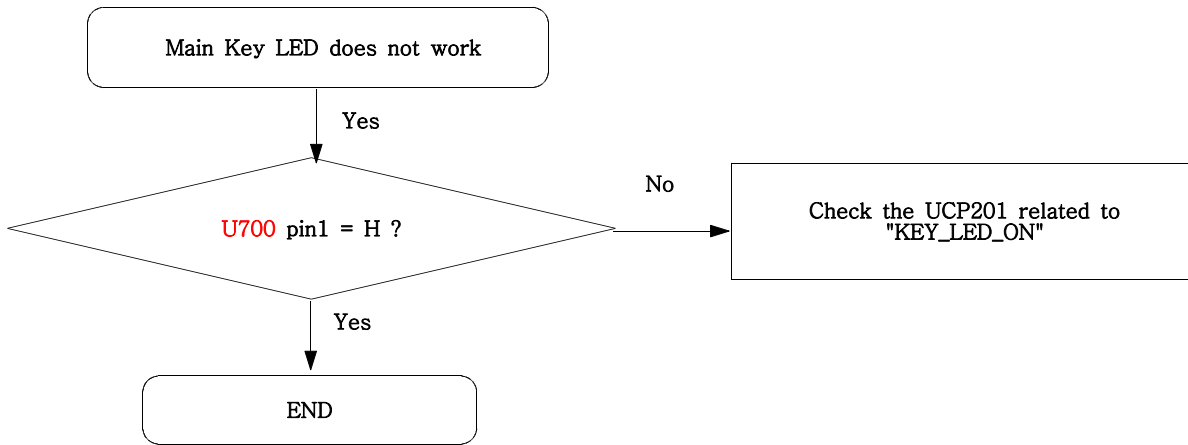 Main Key LED does not work
Yes
U700 pin1 = H ?
No
Check the UCP201 related to
"KEY_LED_ON"
Yes
END